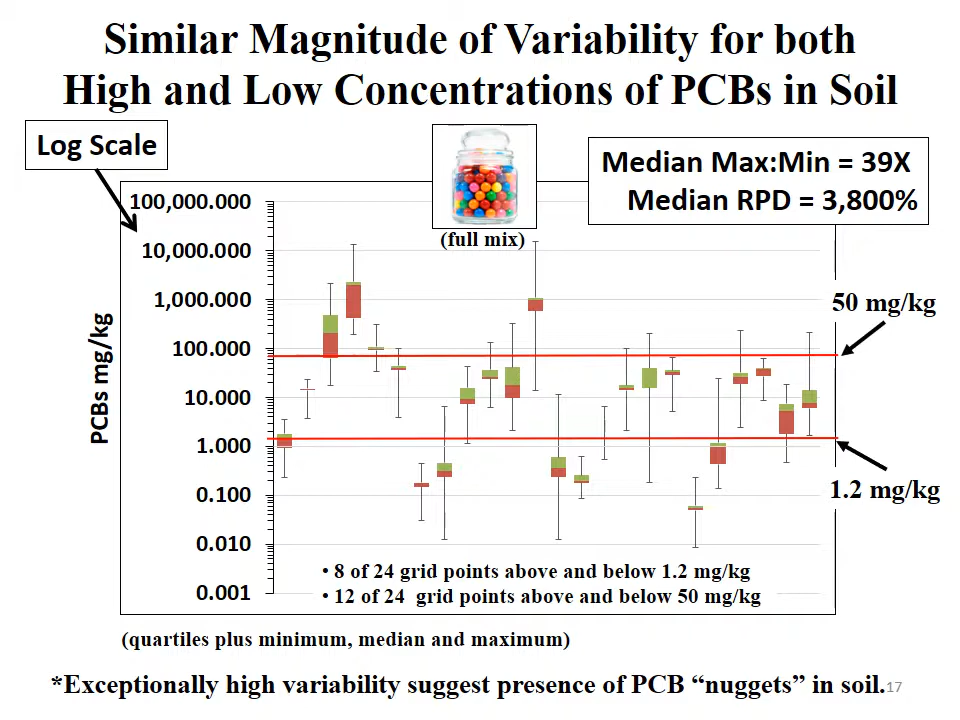 Similar Magnitude of Variability for both
High and Low Concentrations of PCBs in Soil
Log Scale
Median Max:Min = 39X
Median RPD = 3,800%
(full mix)
100,000.000
10,000.000
1,000.000
100.000
10.000
1.000
0.100
0.010
0.001
PCBs mg/kg
50 mg/kg
1.2 mg/kg
• 8 of 24 grid points above and below 1.2 mg/kg
• 12 of 24 grid points above and below 50 mg/kg
(quartiles plus minimum, median and maximum)
*Exceptionally high variability suggest presence of PCB “nuggets” in soil.
17